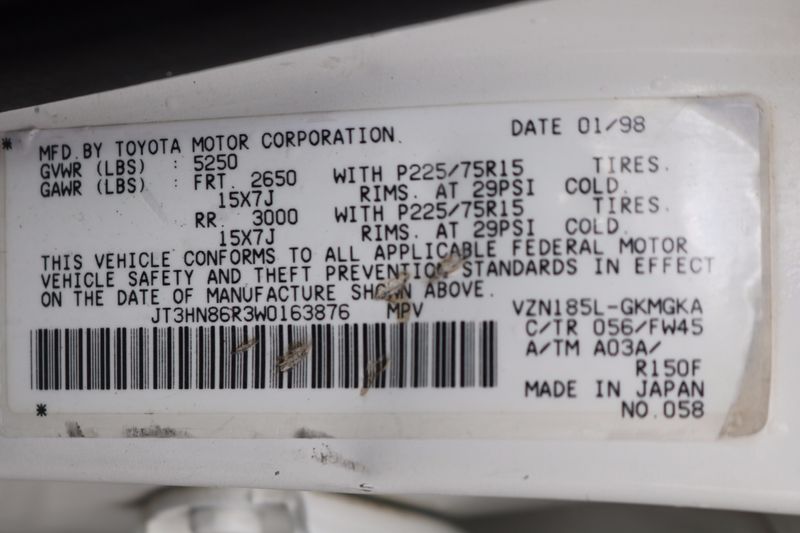 MFD.BY TOYOTA MOTOR CORPORATION. DATE 01/98
GVWR (LBS) : 5250
GAWR (LBS) : FRT. 2650 WITH P225/75R15 TIRES.
15X7J RIMS. AT 29PSI COLD.
RR. 3000 WITH P225/75R15 TIRES.
15X7J RIMS. AT 29PSI COLD.
THIS VEHICLE CONFORMS TO ALL APPLICABLE FEDERAL MOTOR
VEHICLE SAFETY AND THEFT PREVENTION STANDARDS IN EFFECT
ON THE DATE OF MANUFACTURE SHOWN ABOVE.
JT3HN86R3W0163876 MPV VZN185L-GKMGKA
C/TR 056/FW45
A/TM A03A/
R150F
MADE IN JAPAN
NO.058